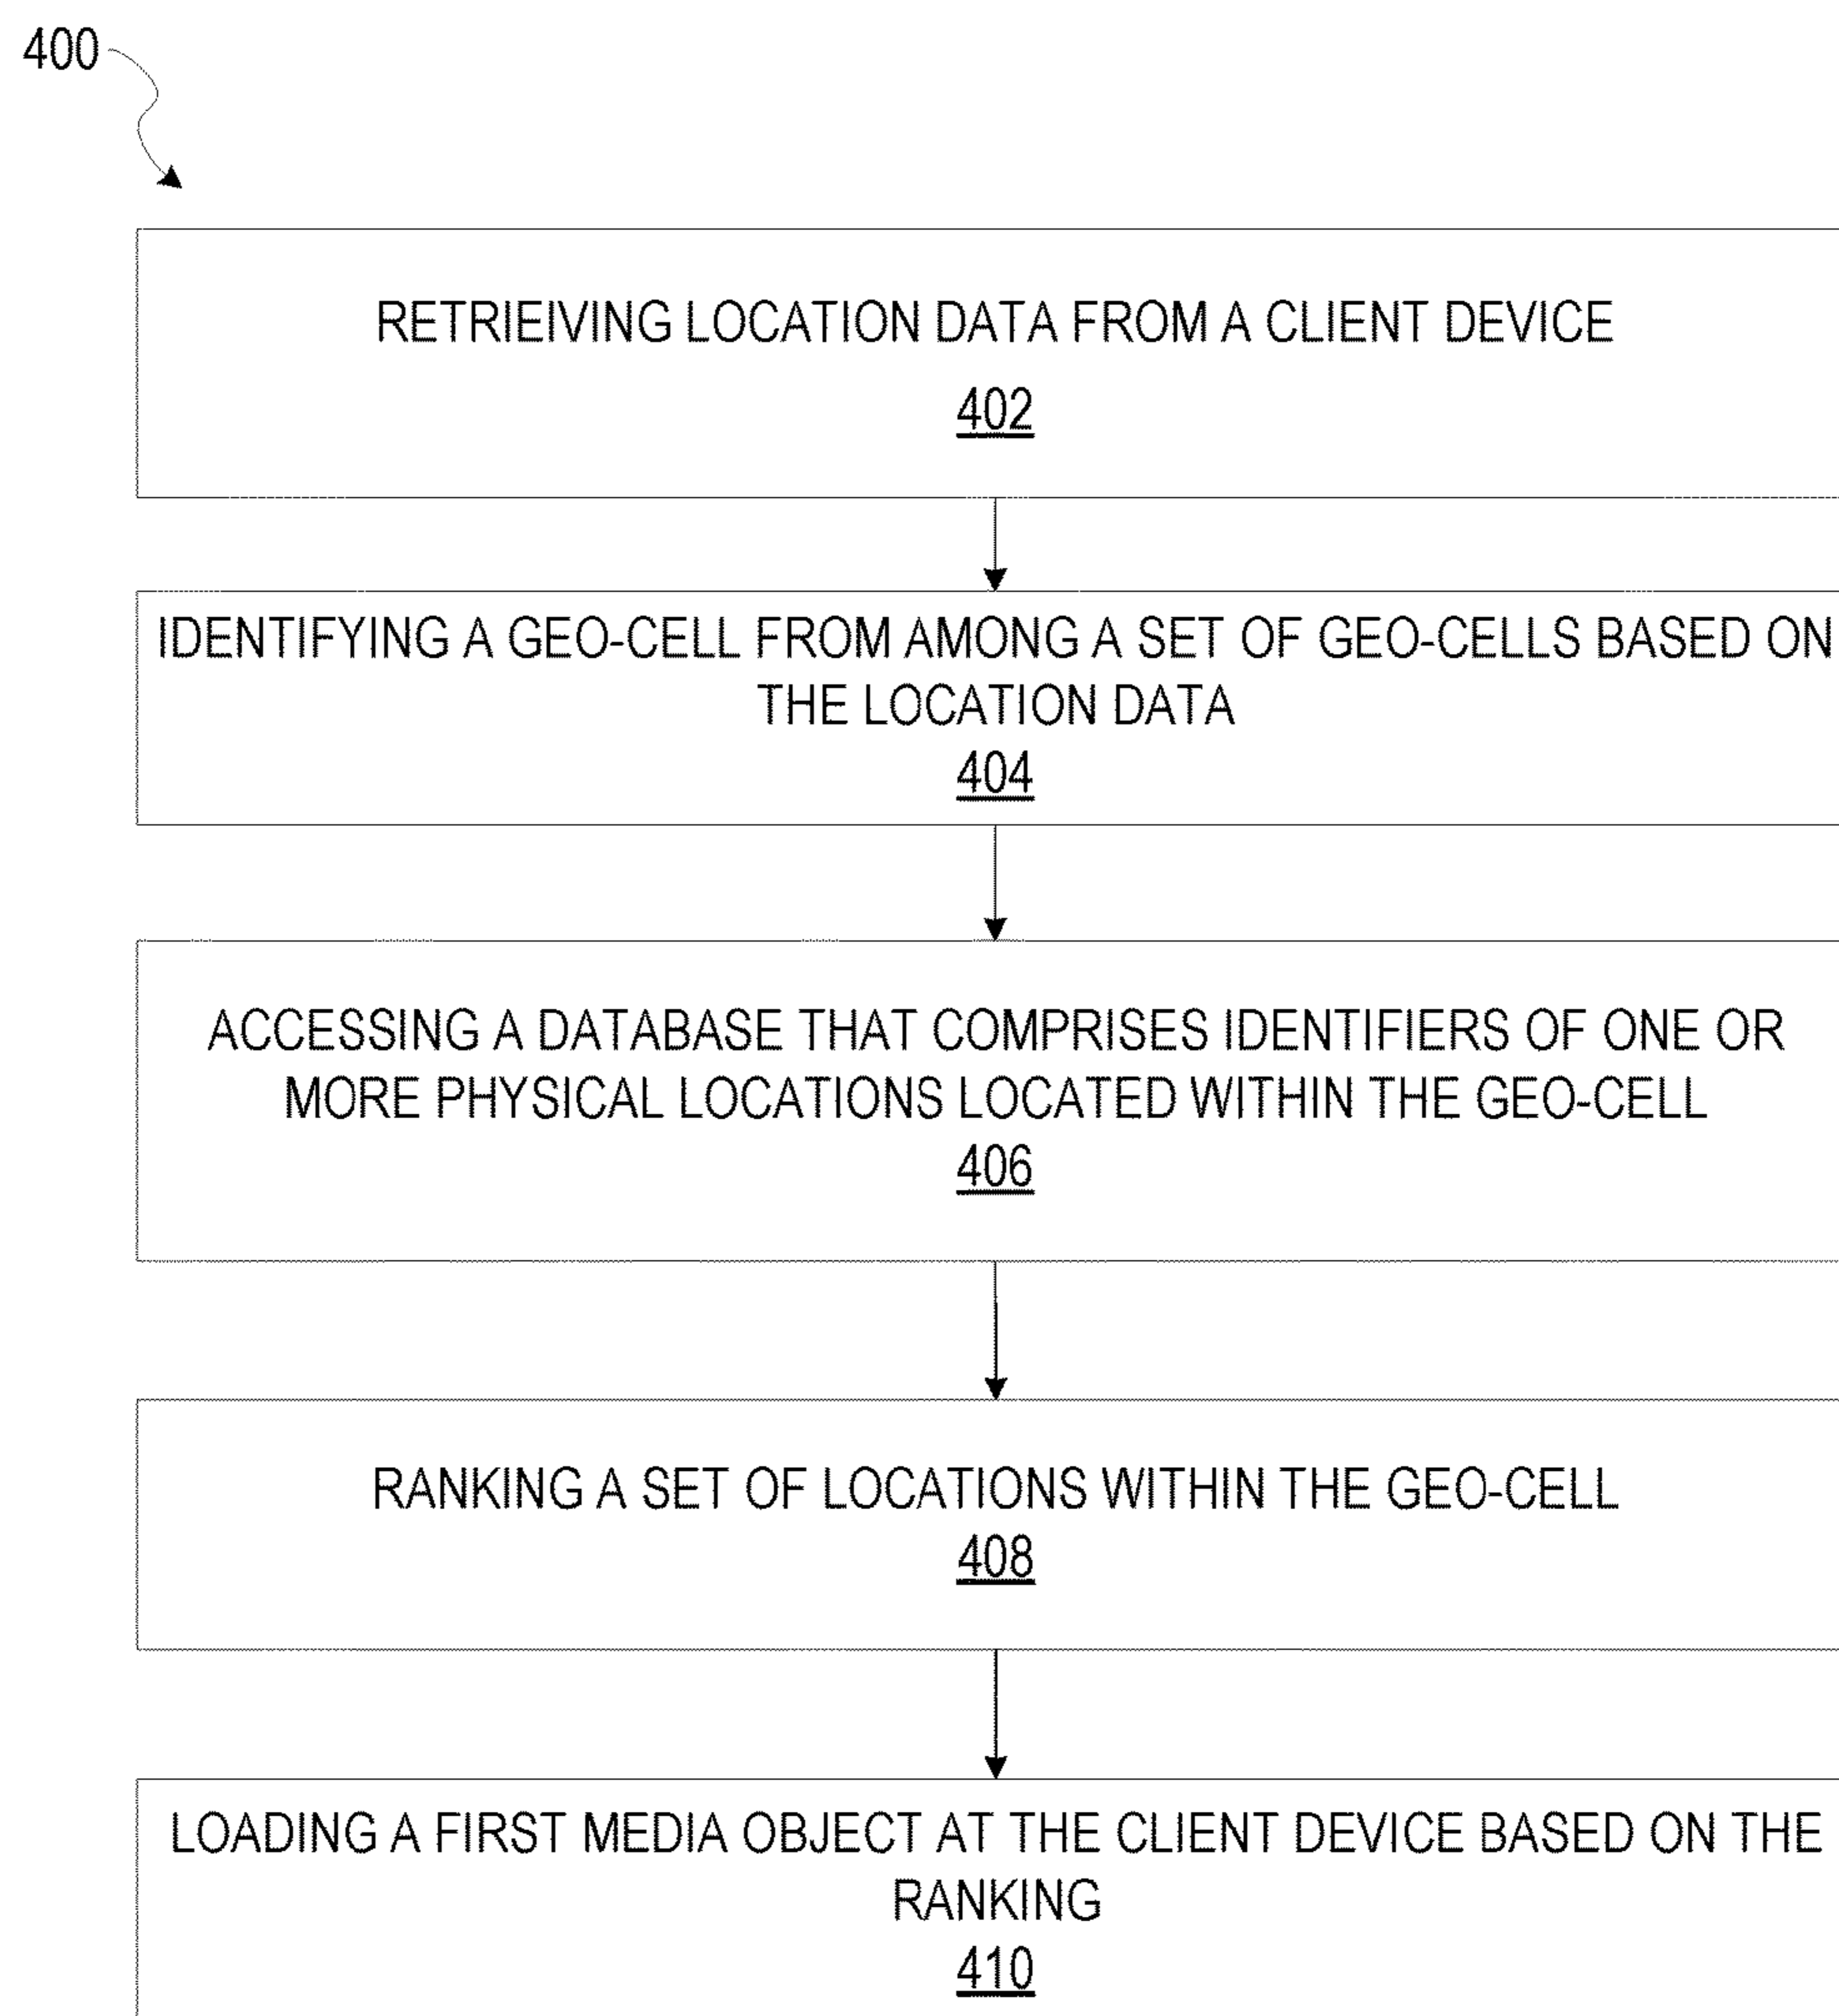 400
RETRIEIVING LOCATION DATA FROM A CLIENT DEVICE
402
IDENTIFYING A GEO-CELL FROM AMONG A SET OF GEO-CELLS BASED ON
THE LOCATION DATA
404
ACCESSING A DATABASE THAT COMPRISES IDENTIFIERS OF ONE OR
MORE PHYSICAL LOCATIONS LOCATED WITHIN THE GEO-CELL
406
RANKING A SET OF LOCATIONS WITHIN THE GEO-CELL
408
LOADING A FIRST MEDIA OBJECT AT THE CLIENT DEVICE BASED ON THE
RANKING
410